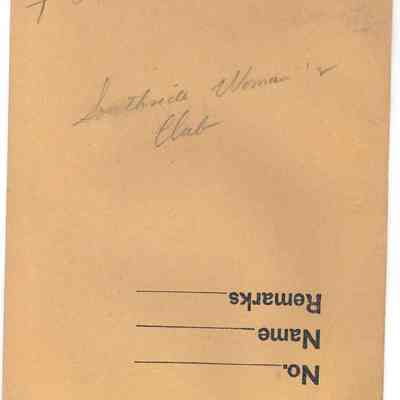 Southside Woman's
Club
Remarks
Name
No.